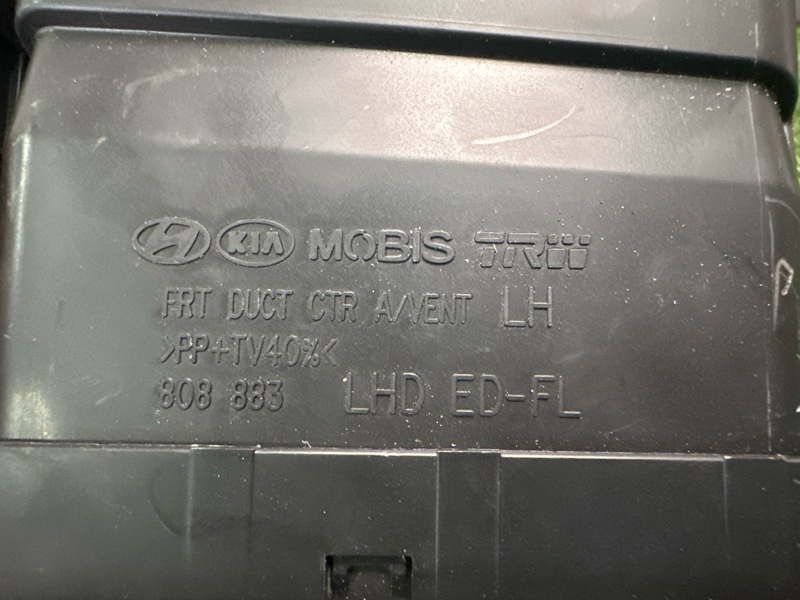 KIA MOBIS TRW
FRT DUCT CTR A/VENT LH
>PP+TV40%<
808 883 LHD ED-FL